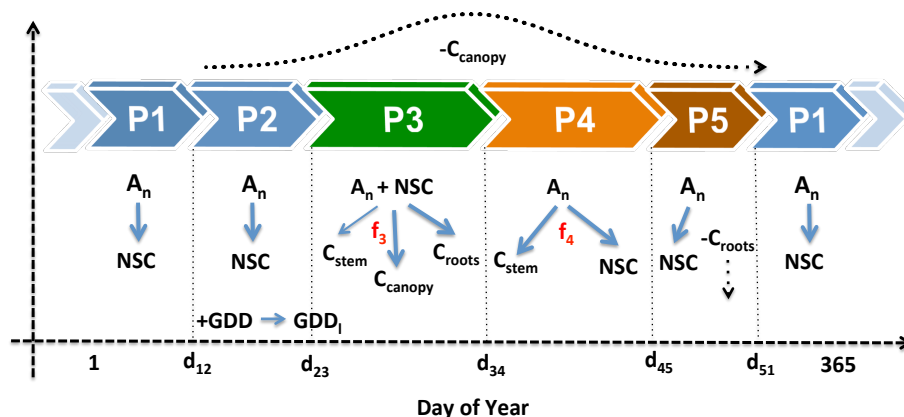 -Ccanopy
P1 P2 P3 P4 P5 P1
An An An + NSC An An An
f3 f4 -Croots
NSC NSC Cstem Ccanopy Croots Cstem NSC NSC NSC
+GDD GDDl
1 d12 d23 d34 d45 d51 365
Day of Year